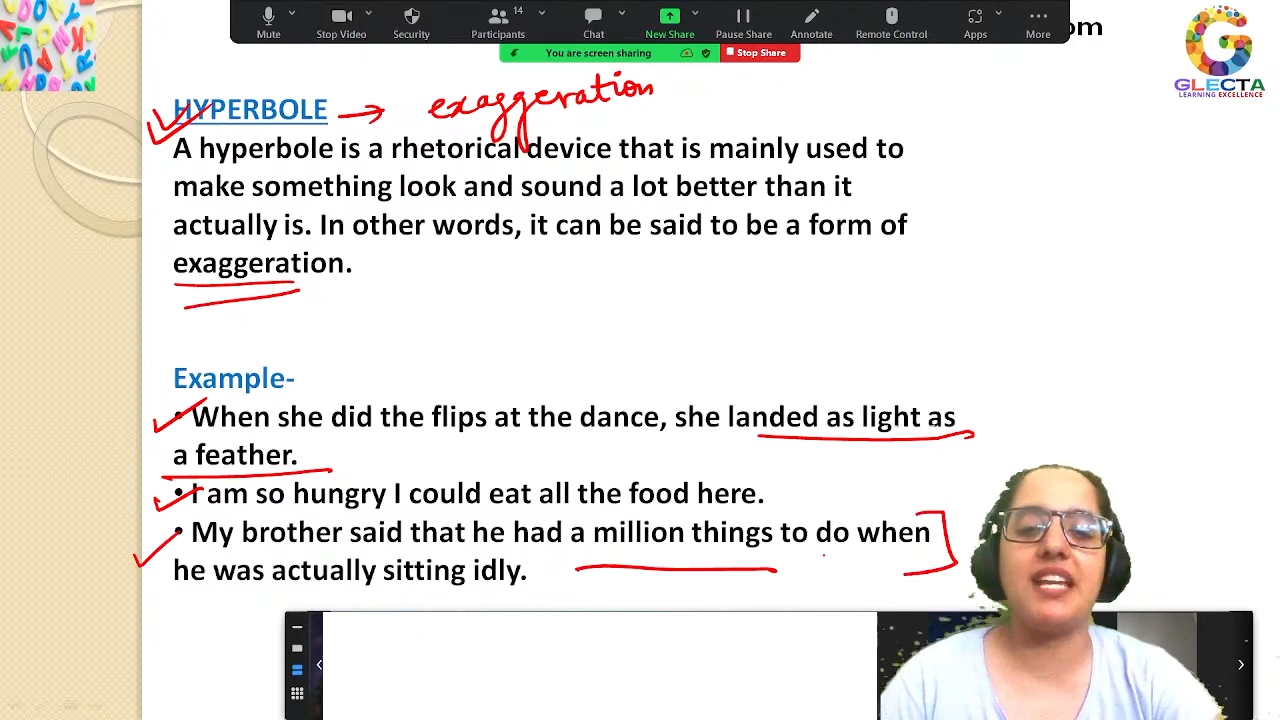 14
Mute
Stop Video
Security
Participants
Chat
New Share
Pause Share
Annotate
Remote Control
Apps
More
om
You are screen sharing
Stop Share
GLECTA
LEARNING EXCELLENCE
HYPERBOLE → exaggeration
A hyperbole is a rhetorical device that is mainly used to
make something look and sound a lot better than it
actually is. In other words, it can be said to be a form of
exaggeration.
Example-
• When she did the flips at the dance, she landed as light as
a feather.
• I am so hungry I could eat all the food here.
• My brother said that he had a million things to do when
he was actually sitting idly.